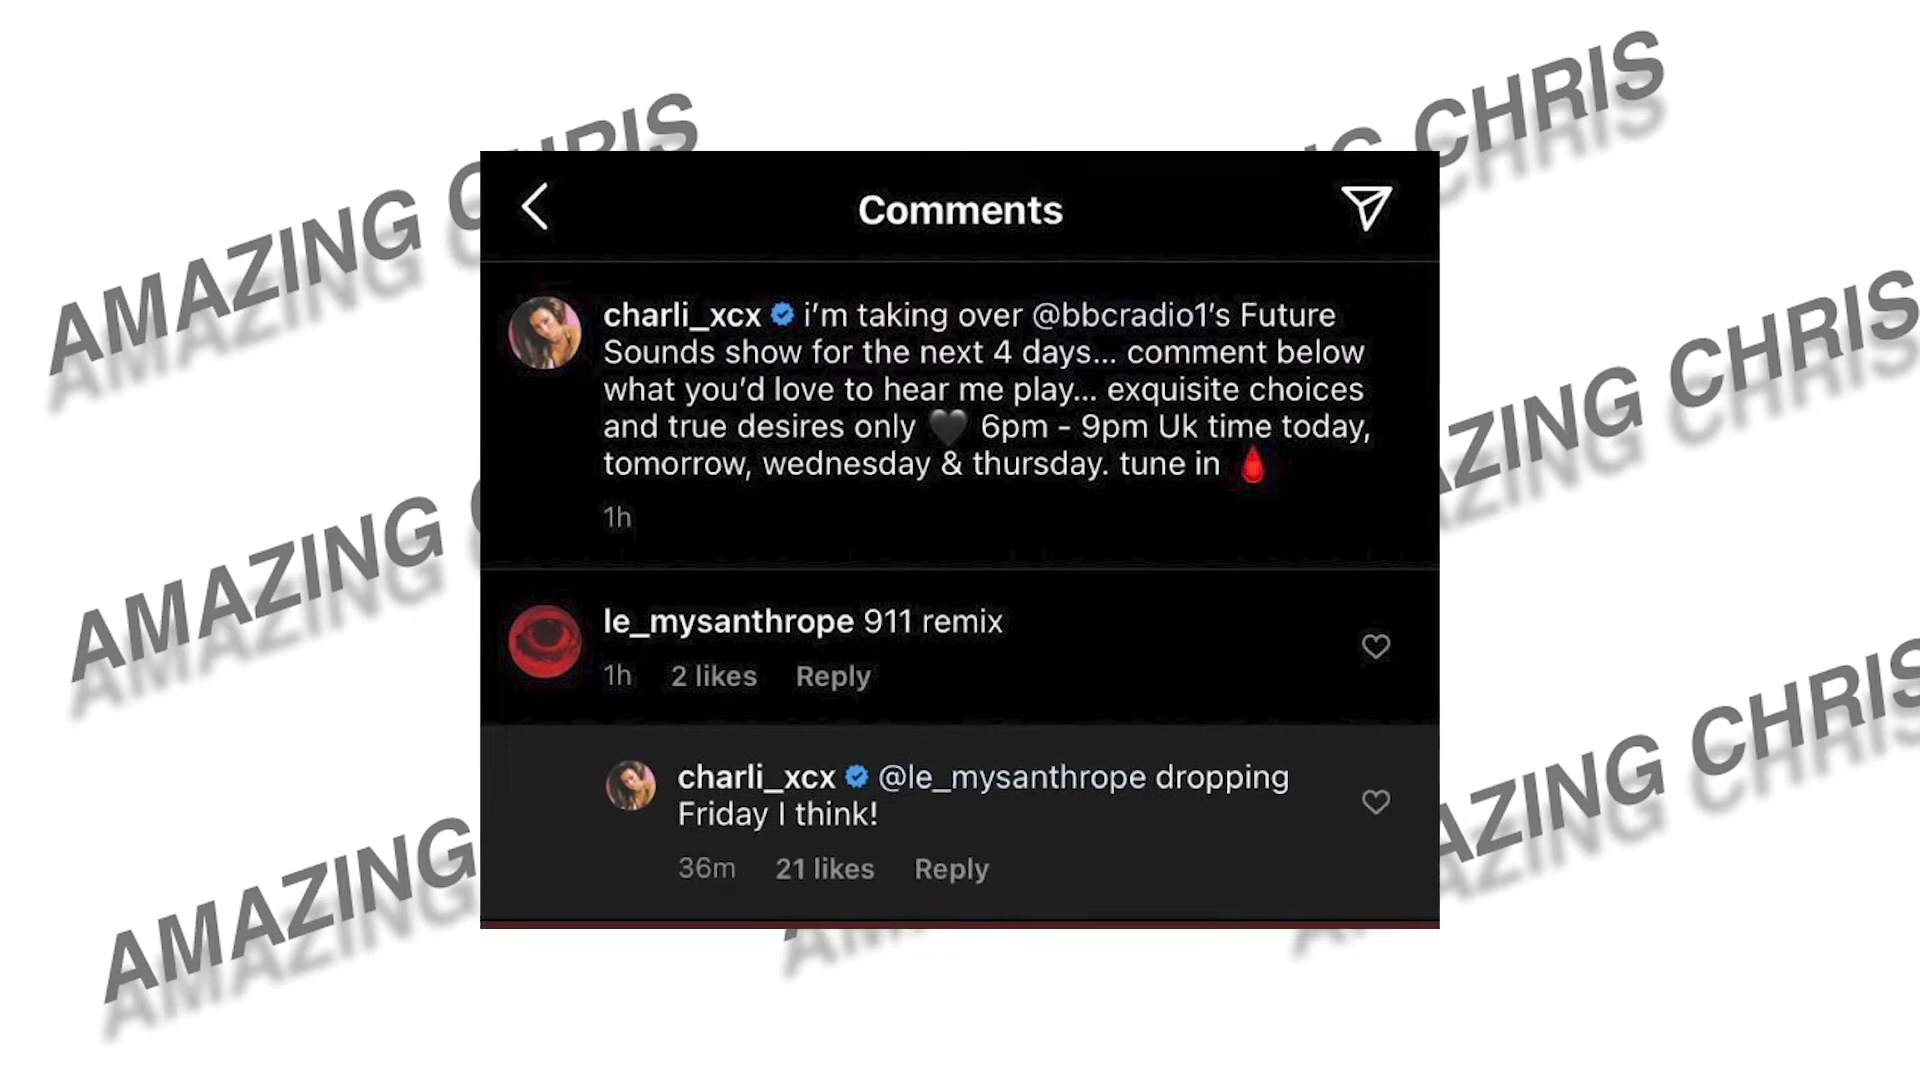 AMAZING CHRIS
AMAZING CHRIS
AMAZING
AMAZING
CHRIS
AZING CHRIS
AZING CHRIS
Comments
charli_xcx i'm taking over @bbcradio1's Future
Sounds show for the next 4 days... comment below
what you'd love to hear me play... exquisite choices
and true desires only 🖤 6pm - 9pm Uk time today,
tomorrow, wednesday & thursday. tune in 🩸
1h
le_mysanthrope 911 remix
1h 2 likes Reply
charli_xcx @le_mysanthrope dropping
Friday I think!
36m 21 likes Reply